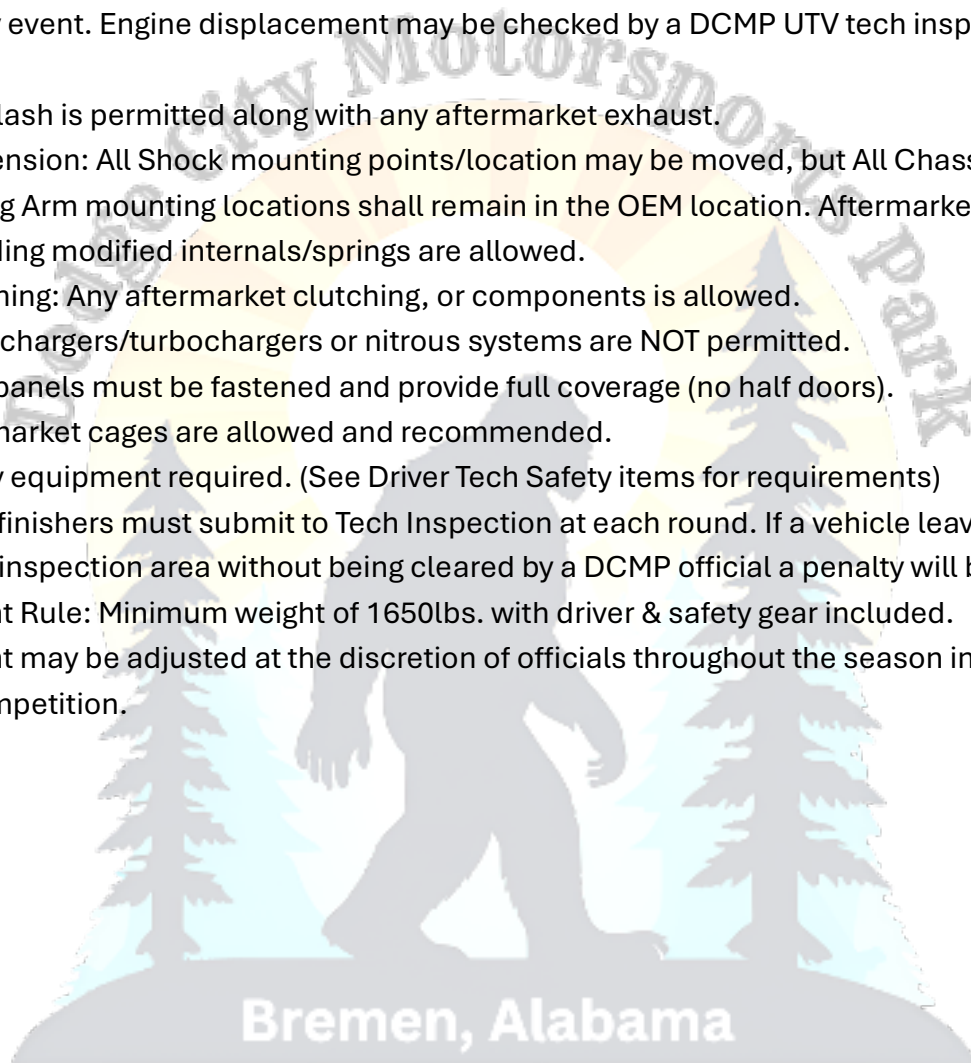 event. Engine displacement may be checked by a DCMP UTV tech insp
lash is permitted along with any aftermarket exhaust.
ension: All Shock mounting points/location may be moved, but All Chass
g Arm mounting locations shall remain in the OEM location. Aftermarke
ding modified internals/springs are allowed.
hing: Any aftermarket clutching, or components is allowed.
chargers/turbochargers or nitrous systems are NOT permitted.
panels must be fastened and provide full coverage (no half doors).
market cages are allowed and recommended.
y equipment required. (See Driver Tech Safety items for requirements)
finishers must submit to Tech Inspection at each round. If a vehicle leav
inspection area without being cleared by a DCMP official a penalty will b
t Rule: Minimum weight of 1650lbs. with driver & safety gear included.
t may be adjusted at the discretion of officials throughout the season in
mpetition.
Dodge City Motorsports Park
Bremen, Alabama